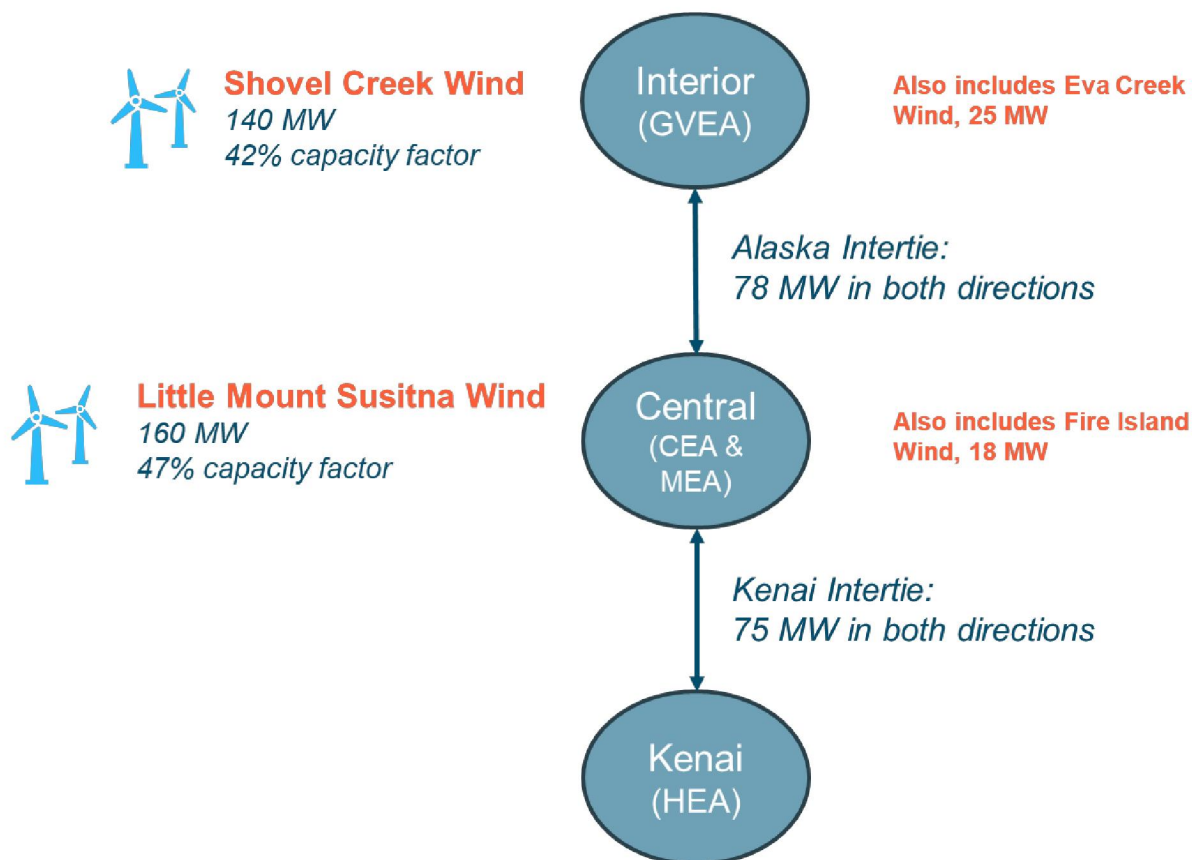 Shovel Creek Wind
140 MW
42% capacity factor
Interior
(GVEA)
Also includes Eva Creek
Wind, 25 MW
Alaska Intertie:
78 MW in both directions
Little Mount Susitna Wind
160 MW
47% capacity factor
Central
(CEA &
MEA)
Also includes Fire Island
Wind, 18 MW
Kenai Intertie:
75 MW in both directions
Kenai
(HEA)